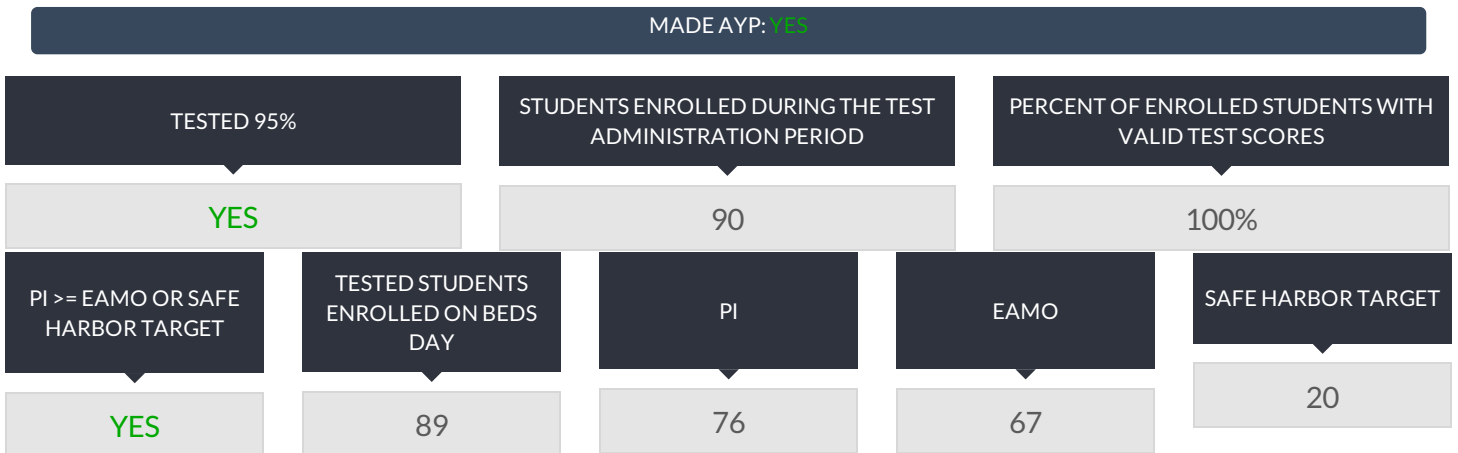 MADE AYP: YES
TESTED 95%
YES
STUDENTS ENROLLED DURING THE TEST
ADMINISTRATION PERIOD
90
PERCENT OF ENROLLED STUDENTS WITH
VALID TEST SCORES
100%
PI >= EAMO OR SAFE
HARBOR TARGET
YES
TESTED STUDENTS
ENROLLED ON BEDS
DAY
89
PI
76
EAMO
67
SAFE HARBOR TARGET
20